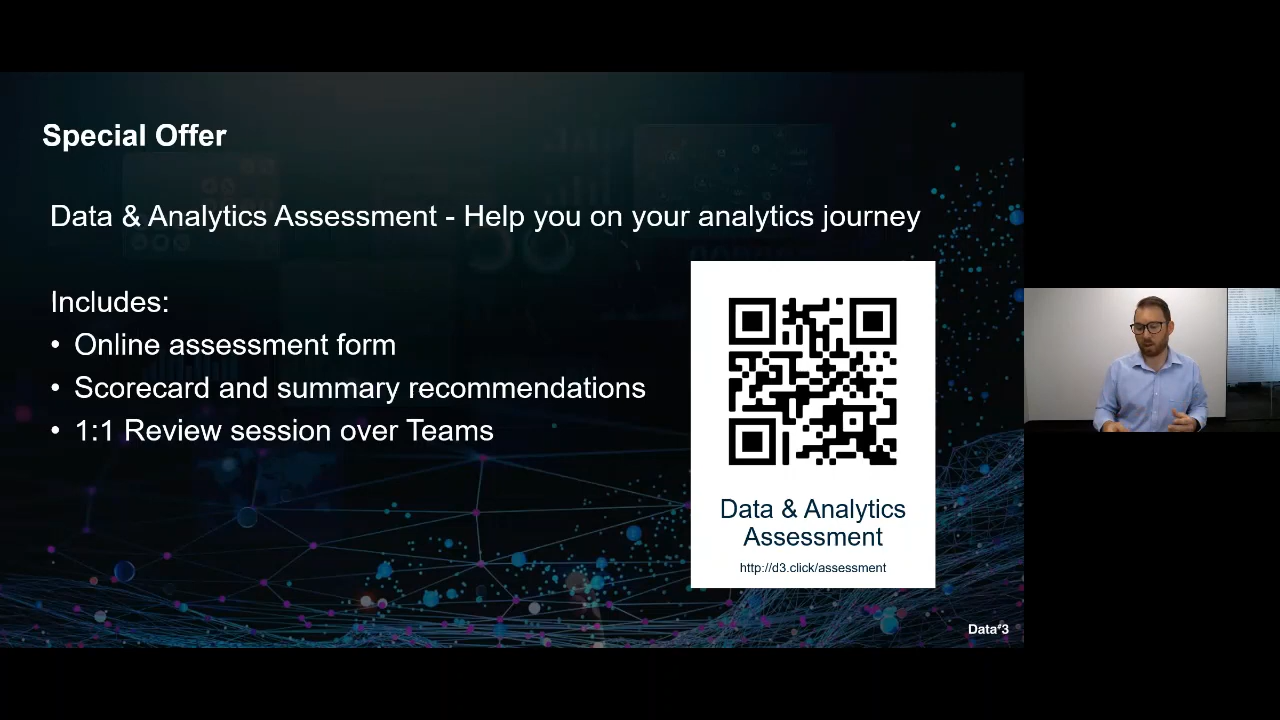 Special Offer
Data & Analytics Assessment - Help you on your analytics journey
Includes:
• Online assessment form
• Scorecard and summary recommendations
• 1:1 Review session over Teams
Data & Analytics
Assessment
http://d3.click/assessment
Data#3